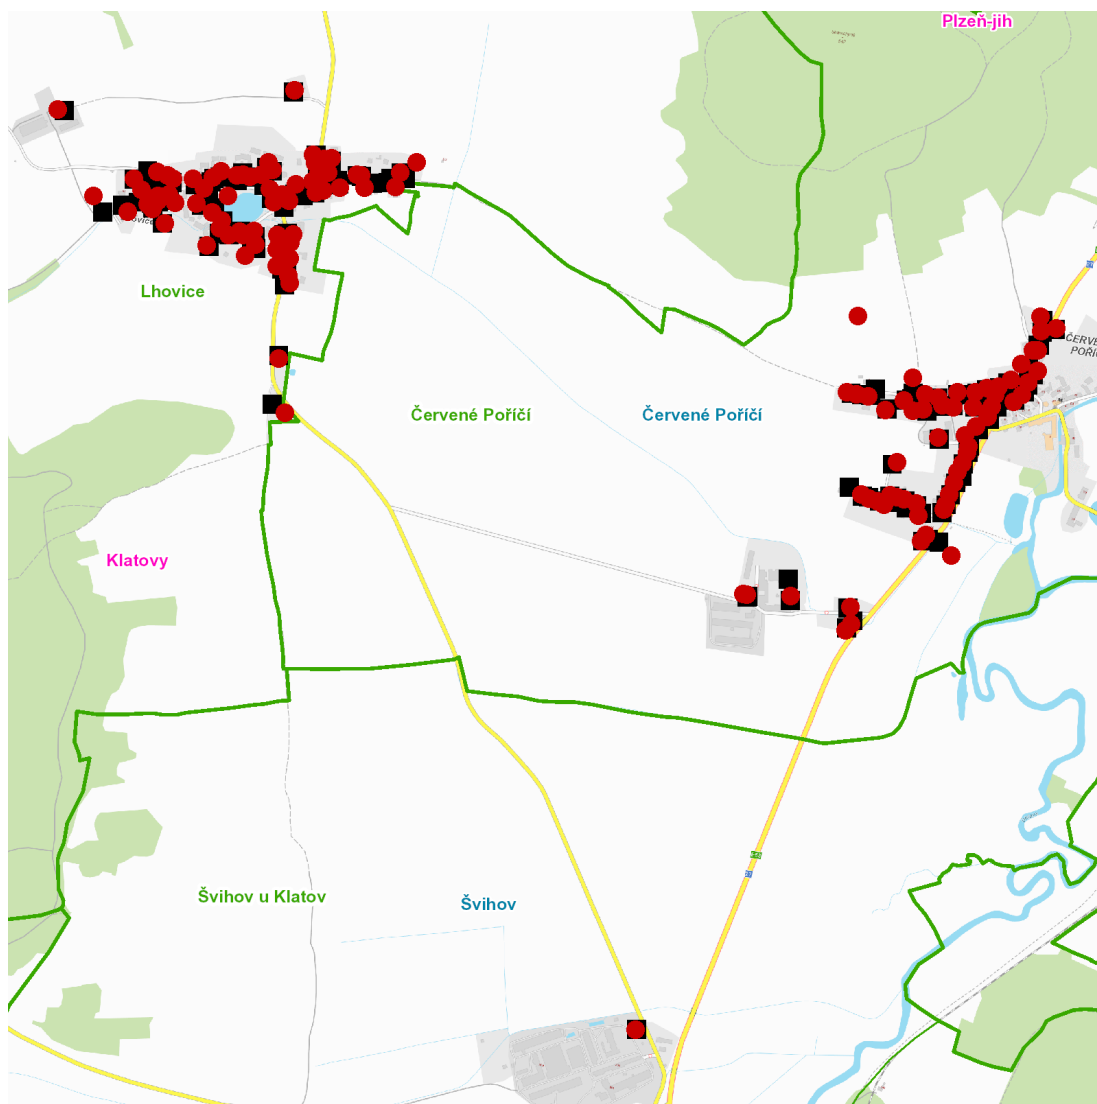 Plzeň-jih
Lhovice
Červené Poříčí
Červené Poříčí
Klatovy
Švihov u Klatov
Švihov